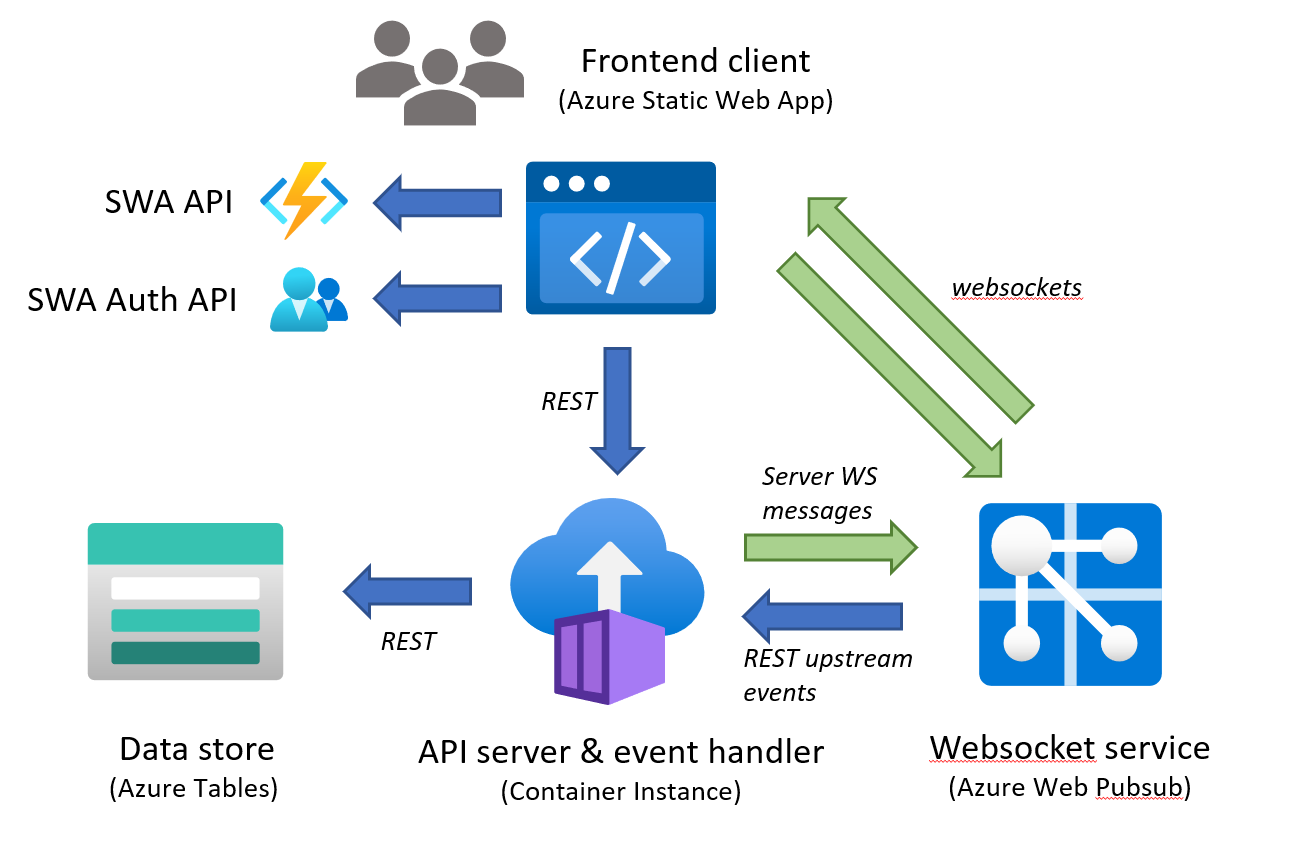 Frontend client
(Azure Static Web App)
SWA API
SWA Auth API
websockets
REST
Server WS
messages
REST
REST upstream
events
Data store
(Azure Tables)
API server & event handler
(Container Instance)
Websocket service
(Azure Web Pubsub)